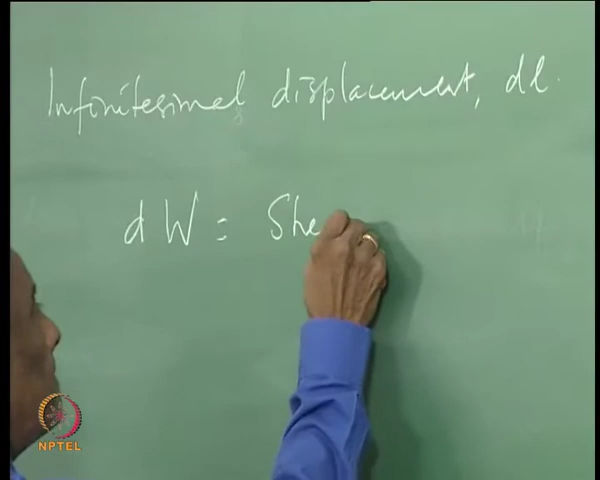 Infinitesimal displacement, dl.
dW = She
NPTEL